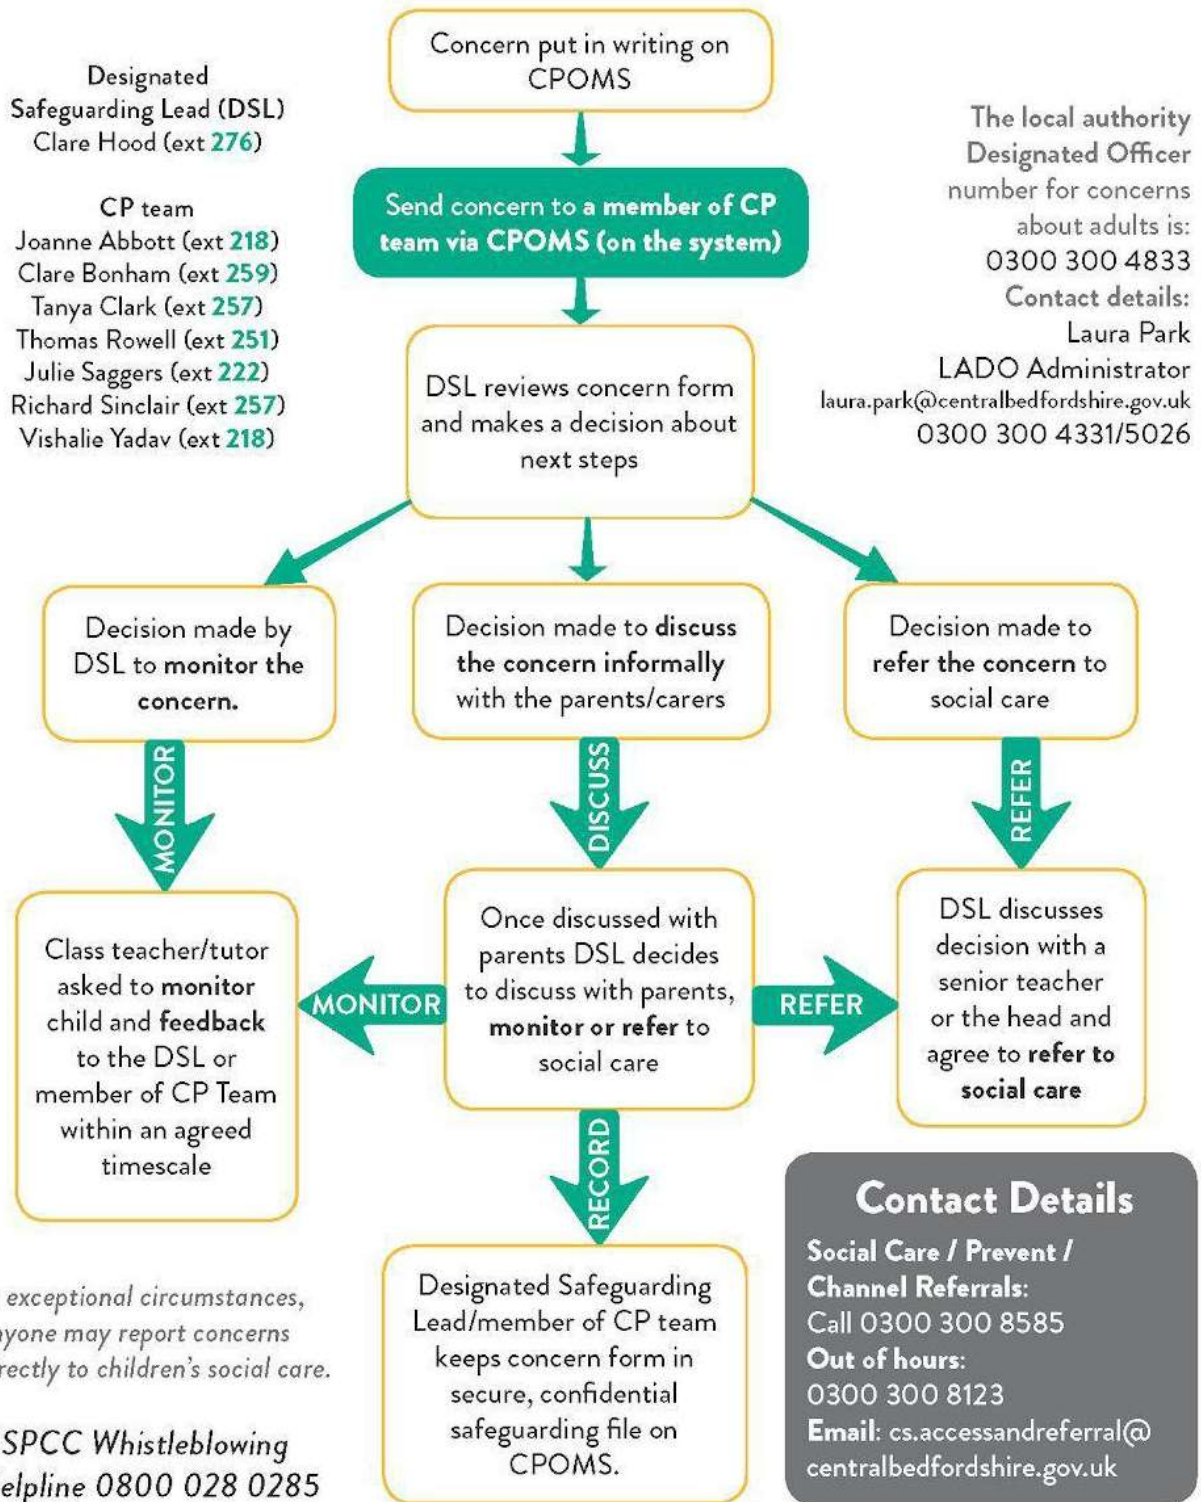 Concern put in writing on
CPOMS
Designated
Safeguarding Lead (DSL)
Clare Hood (ext 276)
CP team
Joanne Abbott (ext 218)
Clare Bonham (ext 259)
Tanya Clark (ext 257)
Thomas Rowell (ext 251)
Julie Saggers (ext 222)
Richard Sinclair (ext 257)
Vishalie Yadav (ext 218)
Send concern to a member of CP
team via CPOMS (on the system)
The local authority
Designated Officer
number for concerns
about adults is:
0300 300 4833
Contact details:
Laura Park
LADO Administrator
laura.park@centralbedfordshire.gov.uk
0300 300 4331/5026
DSL reviews concern form
and makes a decision about
next steps
Decision made by
DSL to monitor the
concern.
Decision made to discuss
the concern informally
with the parents/carers
Decision made to
refer the concern to
social care
MONITOR
DISCUSS
REFER
Class teacher/tutor
asked to monitor
child and feedback
to the DSL or
member of CP Team
within an agreed
timescale
MONITOR
Once discussed with
parents DSL decides
to discuss with parents,
monitor or refer to
social care
REFER
DSL discusses
decision with a
senior teacher
or the head and
agree to refer to
social care
RECORD
Designated Safeguarding
Lead/member of CP team
keeps concern form in
secure, confidential
safeguarding file on
CPOMS.
exceptional circumstances,
nyone may report concerns
rectly to children's social care.
SPCC Whistleblowing
elpline 0800 028 0285
Contact Details
Social Care / Prevent /
Channel Referrals:
Call 0300 300 8585
Out of hours:
0300 300 8123
Email: cs.accessandreferral@
centralbedfordshire.gov.uk